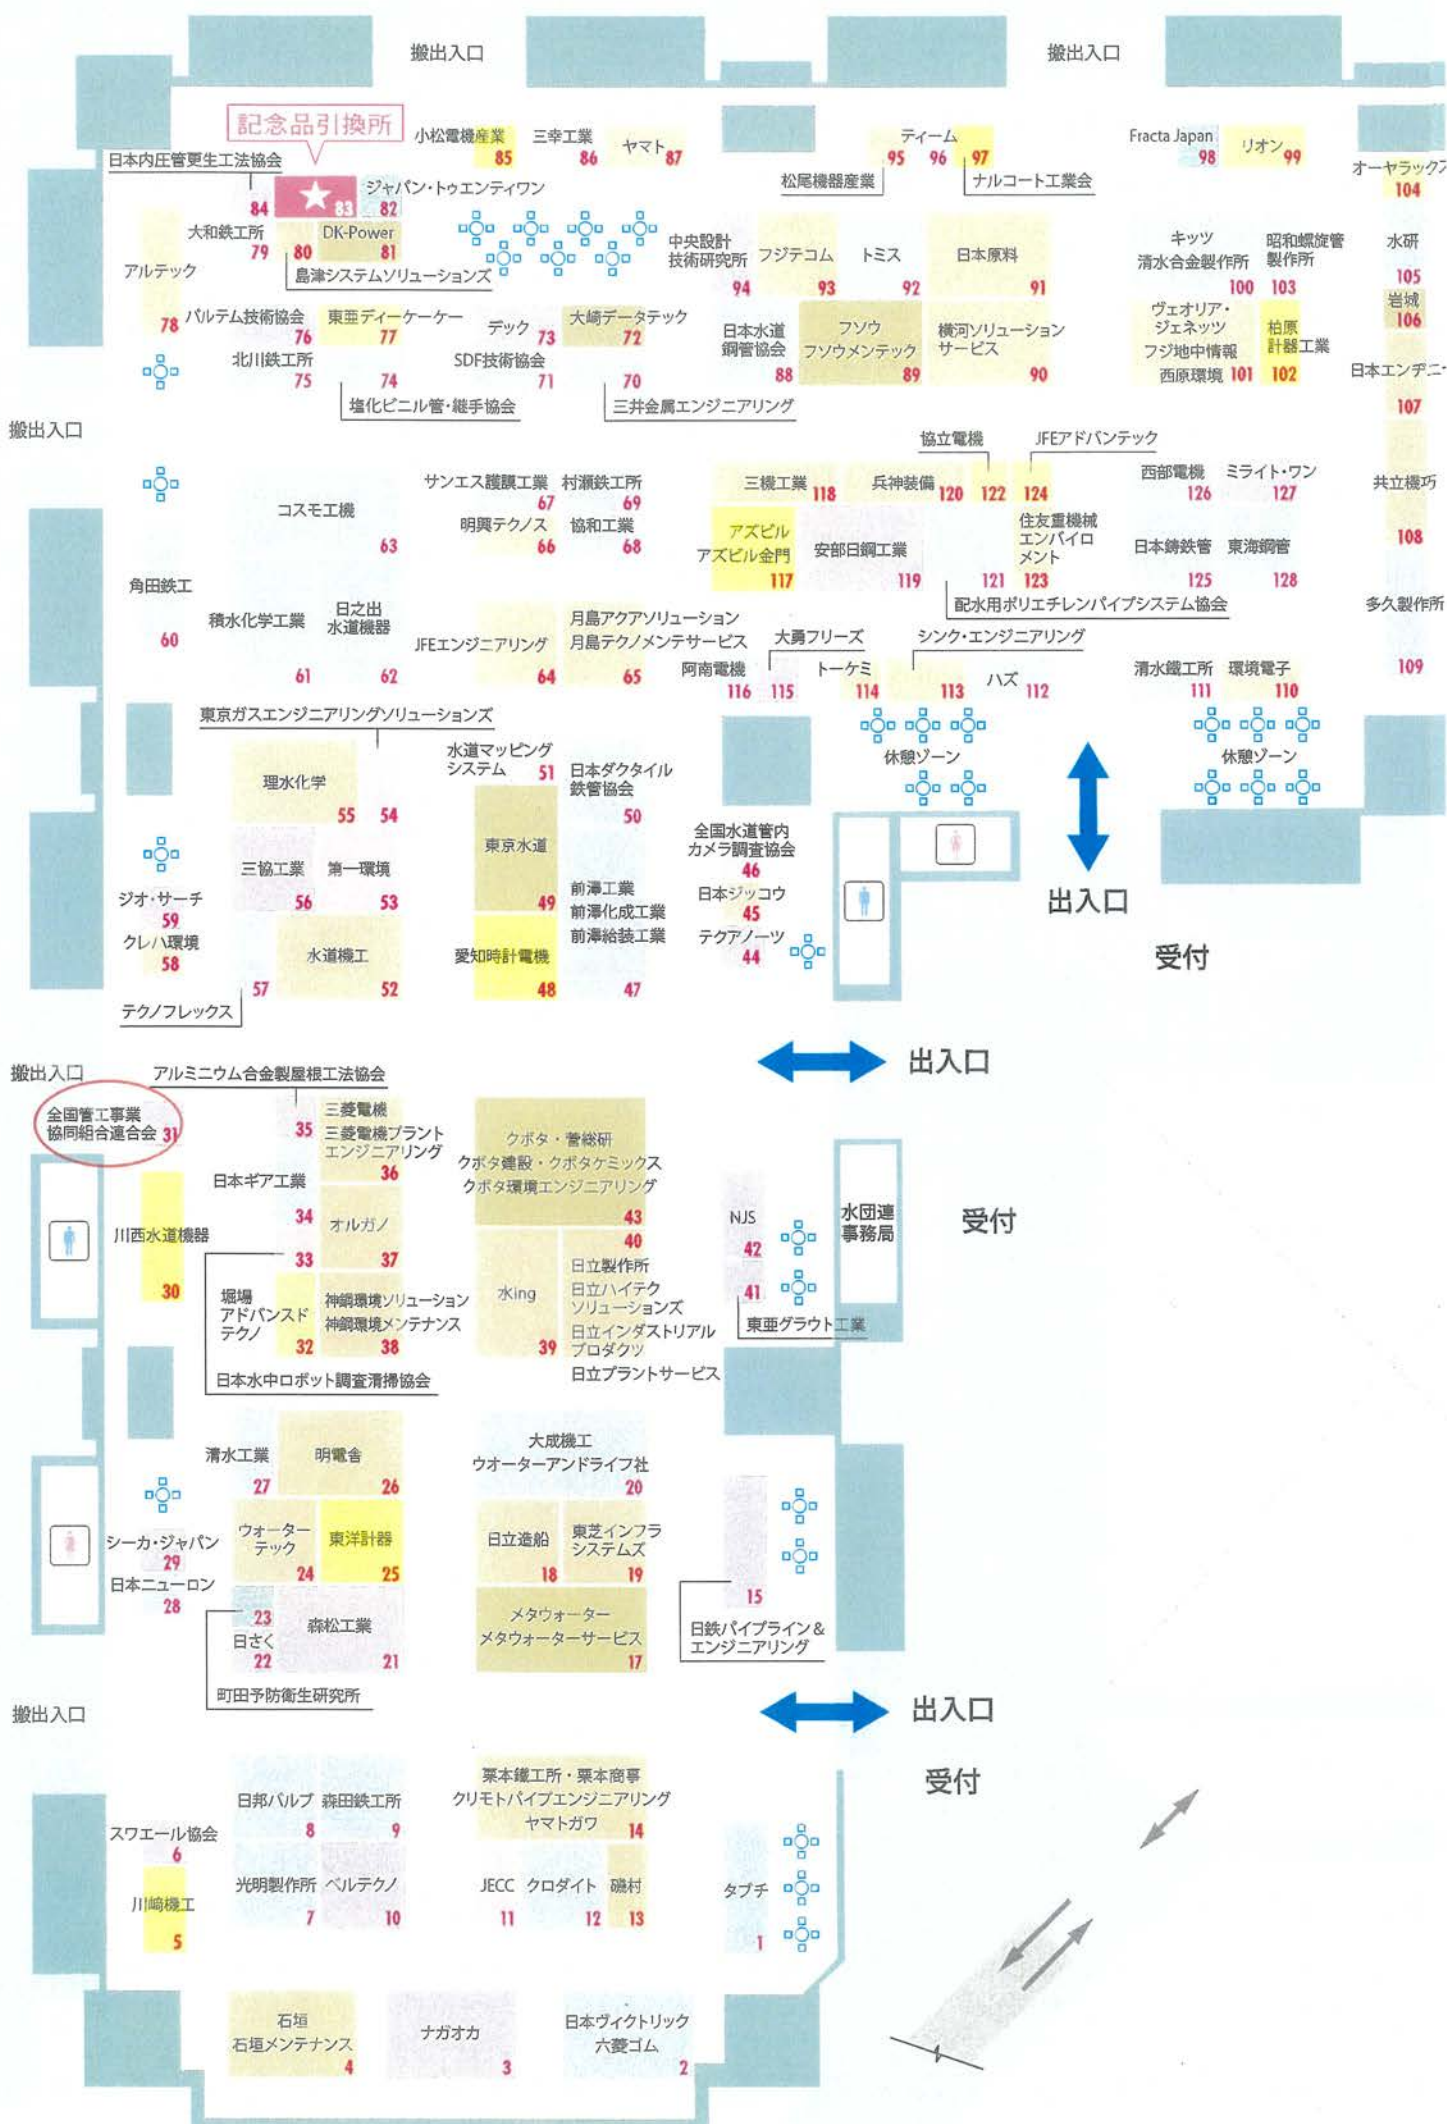 搬出入口
搬出入口
記念品引換所
小松電機産業
85
三幸工業
86
ヤマト
87
ティーム
95
96
97
松尾機器産業
ナルコート工業会
Fracta Japan
98
リオン
99
オーヤラックス
104
日本内圧管更生工法協会
84
83
ジャパン・トゥエンティワン
82
大和鉄工所
79
80
DK-Power
81
島津システムソリューションズ
アルテック
78
中央設計
技術研究所
94
フジテコム
93
トミス
92
日本原料
91
キッツ
清水合金製作所
100
昭和螺旋管
製作所
103
水研
105
岩城
106
バルテム技術協会
76
東亜ディーケーケー
77
デック
73
大崎データテック
72
日本水道
鋼管協会
88
フソウ
フソウメンテック
89
横河ソリューション
サービス
90
ヴェオリア・
ジェネッツ
フジ地中情報
西原環境
101
柏原
計器工業
102
日本エンヂニ
107
北川鉄工所
75
74
塩化ビニル管・継手協会
SDF技術協会
71
70
三井金属エンジニアリング
搬出入口
協立電機
JFEアドバンテック
コスモ工機
63
サンエス護謨工業
67
村瀬鉄工所
69
明興テクノス
66
協和工業
68
三機工業
118
兵神装備
120
122
124
西部電機
126
ミライト・ワン
127
共立機巧
108
アズビル
アズビル金門
117
安部日鋼工業
119
121
住友重機械
エンバイロ
メント
123
日本鋳鉄管
125
東海鋼管
128
配水用ポリエチレンパイプシステム協会
角田鉄工
60
積水化学工業
61
日之出
水道機器
62
JFEエンジニアリング
64
月島アクアソリューション
月島テクノメンテサービス
65
多久製作所
109
大勇フリーズ
シンク・エンジニアリング
阿南電機
116
115
トーケミ
114
113
ハズ
112
清水鐵工所
111
環境電子
110
休憩ゾーン
休憩ゾーン
東京ガスエンジニアリングソリューションズ
理水化学
55
54
水道マッピング
システム
51
日本ダクタイル
鉄管協会
50
東京水道
49
全国水道管内
カメラ調査協会
46
三協工業
56
第一環境
53
前澤工業
前澤化成工業
前澤給装工業
47
日本ジッコウ
45
テクアノーツ
44
ジオ・サーチ
59
クレハ環境
58
57
テクノフレックス
水道機工
52
愛知時計電機
48
出入口
受付
出入口
搬出入口
全国管工事業
協同組合連合会
31
アルミニウム合金製屋根工法協会
35
三菱電機
三菱電機プラント
エンジニアリング
36
クボタ・管総研
クボタ建設・クボタケミックス
クボタ環境エンジニアリング
43
川西水道機器
30
日本ギア工業
34
33
オルガノ
37
NJS
42
41
東亜グラウト工業
水団連
事務局
受付
堀場
アドバンスド
テクノ
32
神鋼環境ソリューション
神鋼環境メンテナンス
38
水ing
39
40
日立製作所
日立ハイテク
ソリューションズ
日立インダストリアル
プロダクツ
日立プラントサービス
日本水中ロボット調査清掃協会
清水工業
27
明電舎
26
大成機工
ウオーターアンドライフ社
20
シーカ・ジャパン
29
日本ニューロン
28
ウォーター
テック
24
東洋計器
25
日立造船
18
東芝インフラ
システムズ
19
15
日鉄パイプライン＆
エンジニアリング
23
日さく
22
森松工業
21
メタウォーター
メタウォーターサービス
17
町田予防衛生研究所
搬出入口
出入口
受付
スワエール協会
6
川﨑機工
5
日邦バルブ
8
森田鉄工所
9
栗本鐵工所・栗本商事
クリモトパイプエンジニアリング
ヤマトガワ
14
光明製作所
7
ベルテクノ
10
JECC
11
クロダイト
12
磯村
13
タブチ
1
石垣
石垣メンテナンス
4
ナガオカ
3
日本ヴィクトリック
六菱ゴム
2